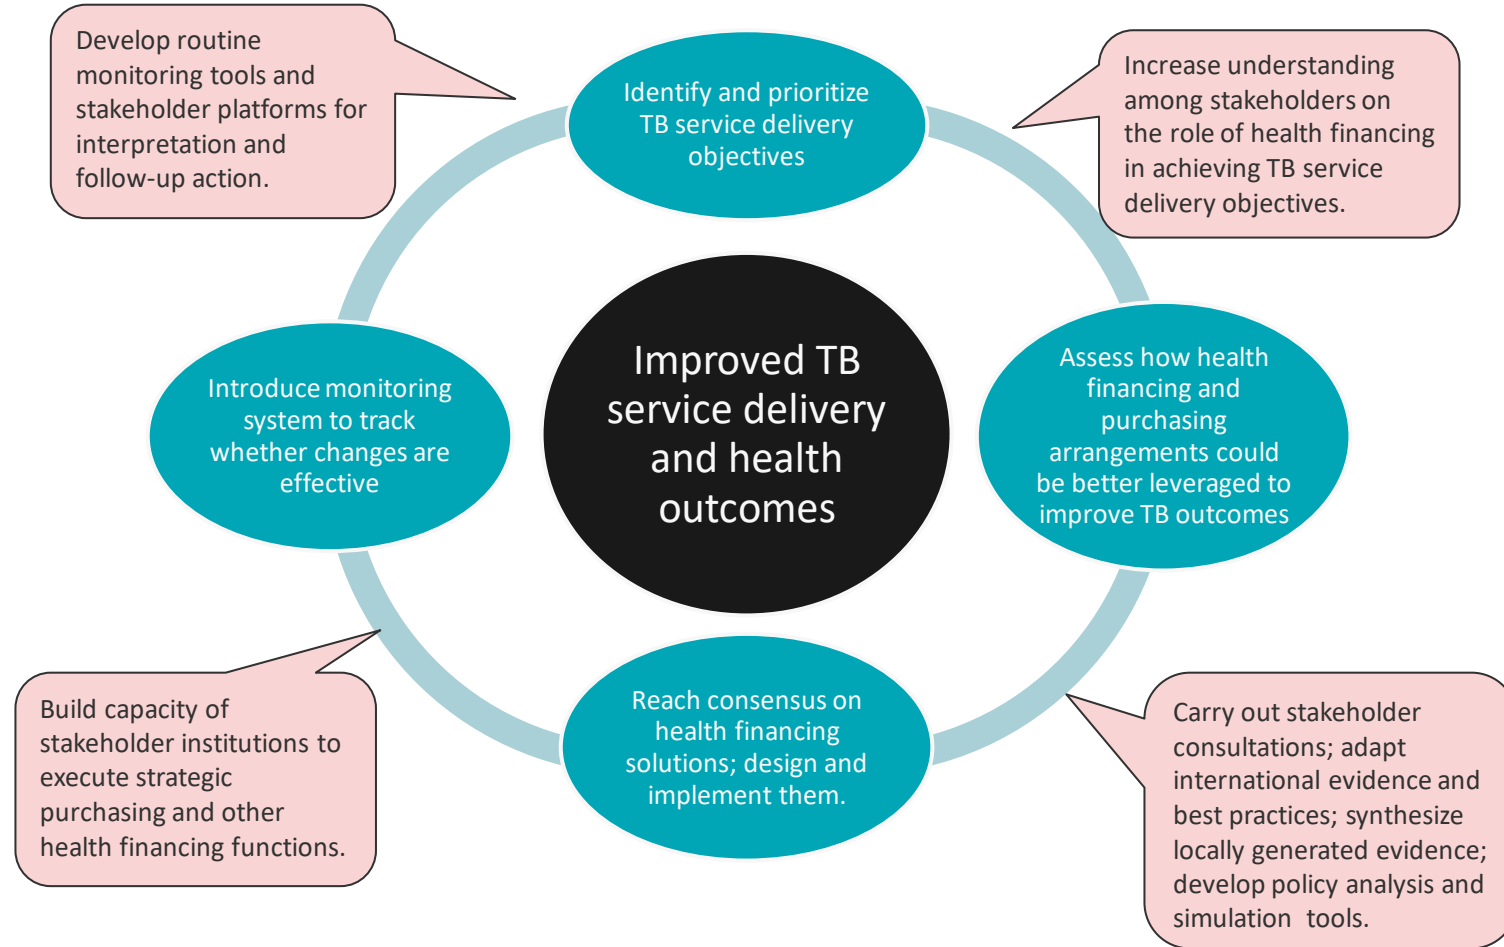 Develop routine
monitoring tools and
stakeholder platforms for
interpretation and
follow-up action.
Identify and prioritize
TB service delivery
objectives
Increase understanding
among stakeholders on
the role of health financing
in achieving TB service
delivery objectives.
Introduce monitoring
system to track
whether changes are
effective
Improved TB
service delivery
and health
outcomes
Assess how health
financing and
purchasing
arrangements could
be better leveraged to
improve TB outcomes
Build capacity of
stakeholder institutions to
execute strategic
purchasing and other
health financing functions.
Reach consensus on
health financing
solutions; design and
implement them.
Carry out stakeholder
consultations; adapt
international evidence and
best practices; synthesize
locally generated evidence;
develop policy analysis and
simulation tools.